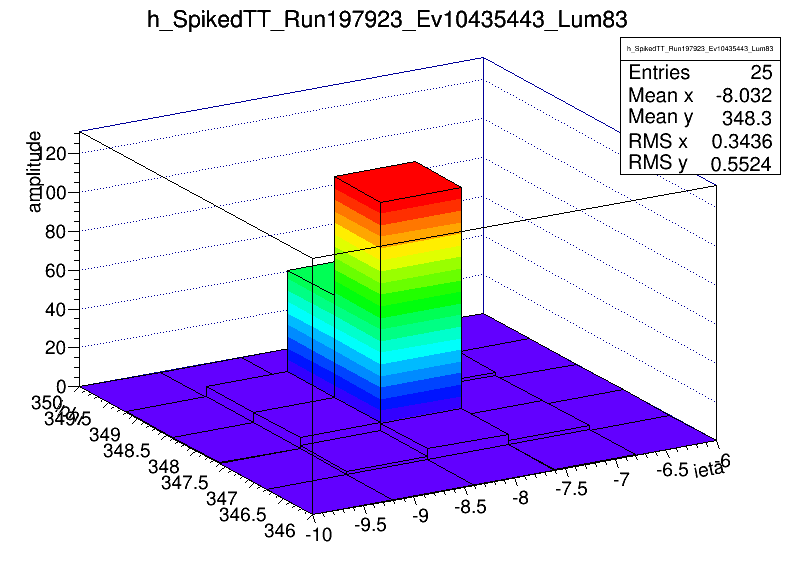 h_SpikedTT_Run197923_Ev10435443_Lum83
h_SpikedTT_Run197923_Ev10435443_Lum83
Entries 25
Mean x -8.032
Mean y 348.3
RMS x 0.3436
RMS y 0.5524
amplitude
20
00
80
60
40
20
0
350
349.5
349
348.5
348
347.5
347
346.5
346
-10
-9.5
-9
-8.5
-8
-7.5
-7
-6.5
-6
ieta